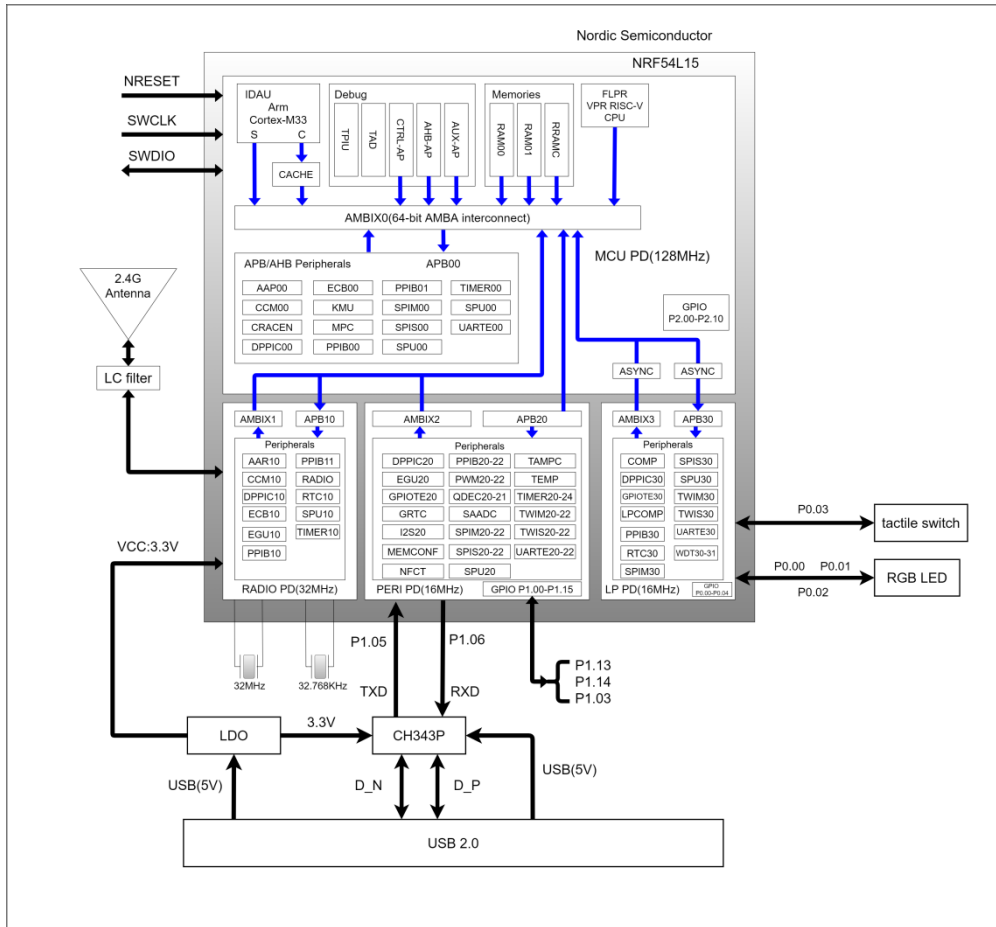 Nordic Semiconductor
NRF54L15
NRESET
SWCLK
SWDIO
IDAU
Arm
Cortex-M33
S C
CACHE
Debug
TPIU
TAD
CTRL-AP
AHB-AP
AUX-AP
Memories
RAM00
RAM01
RRAMC
FLPR
VPR RISC-V
CPU
AMBIX0(64-bit AMBA interconnect)
MCU PD(128MHz)
APB/AHB Peripherals APB00
AAP00 ECB00 PPIB01 TIMER00
CCM00 KMU SPIM00 SPU00
CRACEN MPC SPIS00 UARTE00
DPPIC00 PPIB00 SPU00
GPIO
P2.00-P2.10
ASYNC ASYNC
2.4G
Antenna
LC filter
AMBIX1 APB10
Peripherals
AAR10 PPIB11
CCM10 RADIO
DPPIC10 RTC10
ECB10 SPU10
EGU10 TIMER10
PPIB10
RADIO PD(32MHz)
AMBIX2 APB20
Peripherals
DPPIC20 PPIB20-22 TAMPC
EGU20 PWM20-22 TEMP
GPIOTE20 QDEC20-21 TIMER20-24
GRTC SAADC TWIM20-22
I2S20 SPIM20-22 TWIS20-22
MEMCONF SPIS20-22 UARTE20-22
NFCT SPU20
PERI PD(16MHz) GPIO P1.00-P1.15
AMBIX3 APB30
Peripherals
COMP SPIS30
DPPIC30 SPU30
GPIOTE30 TWIM30
LPCOMP TWIS30
PPIB30 UARTE30
RTC30 WDT30-31
SPIM30
LP PD(16MHz)
GPIO
P0.00-P0.04
P0.03
tactile switch
P0.00 P0.01
P0.02
RGB LED
VCC:3.3V
32MHz
32.768KHz
P1.05 P1.06
TXD RXD
P1.13
P1.14
P1.03
LDO
3.3V
CH343P
USB(5V)
D_N D_P
USB(5V)
USB 2.0